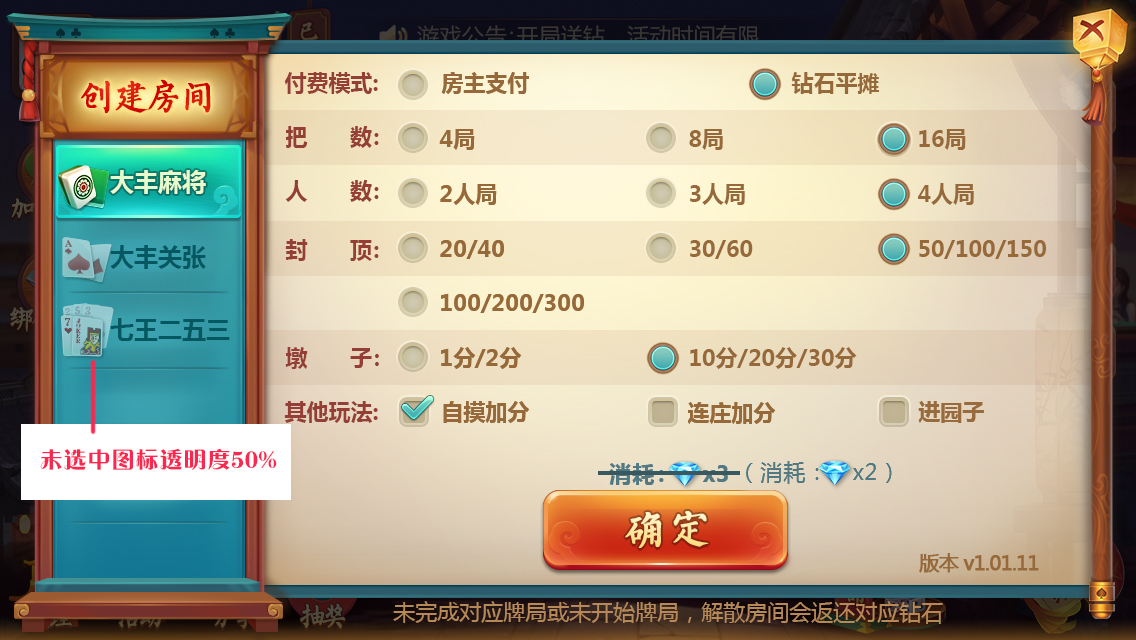 游戏公告:开局送钻，活动时间有限
创建房间
付费模式: 房主支付 钻石平摊
把 数: 4局 8局 16局
大丰麻将
人 数: 2人局 3人局 4人局
大丰关张
封 顶: 20/40 30/60 50/100/150
100/200/300
七王二五三
墩 子: 1分/2分 10分/20分/30分
其他玩法: 自摸加分 连庄加分 进园子
未选中图标透明度50%
消耗: x3 ( 消耗 : x2 )
确定
版本 v1.01.11
未完成对应牌局或未开始牌局，解散房间会返还对应钻石
活动
抽奖